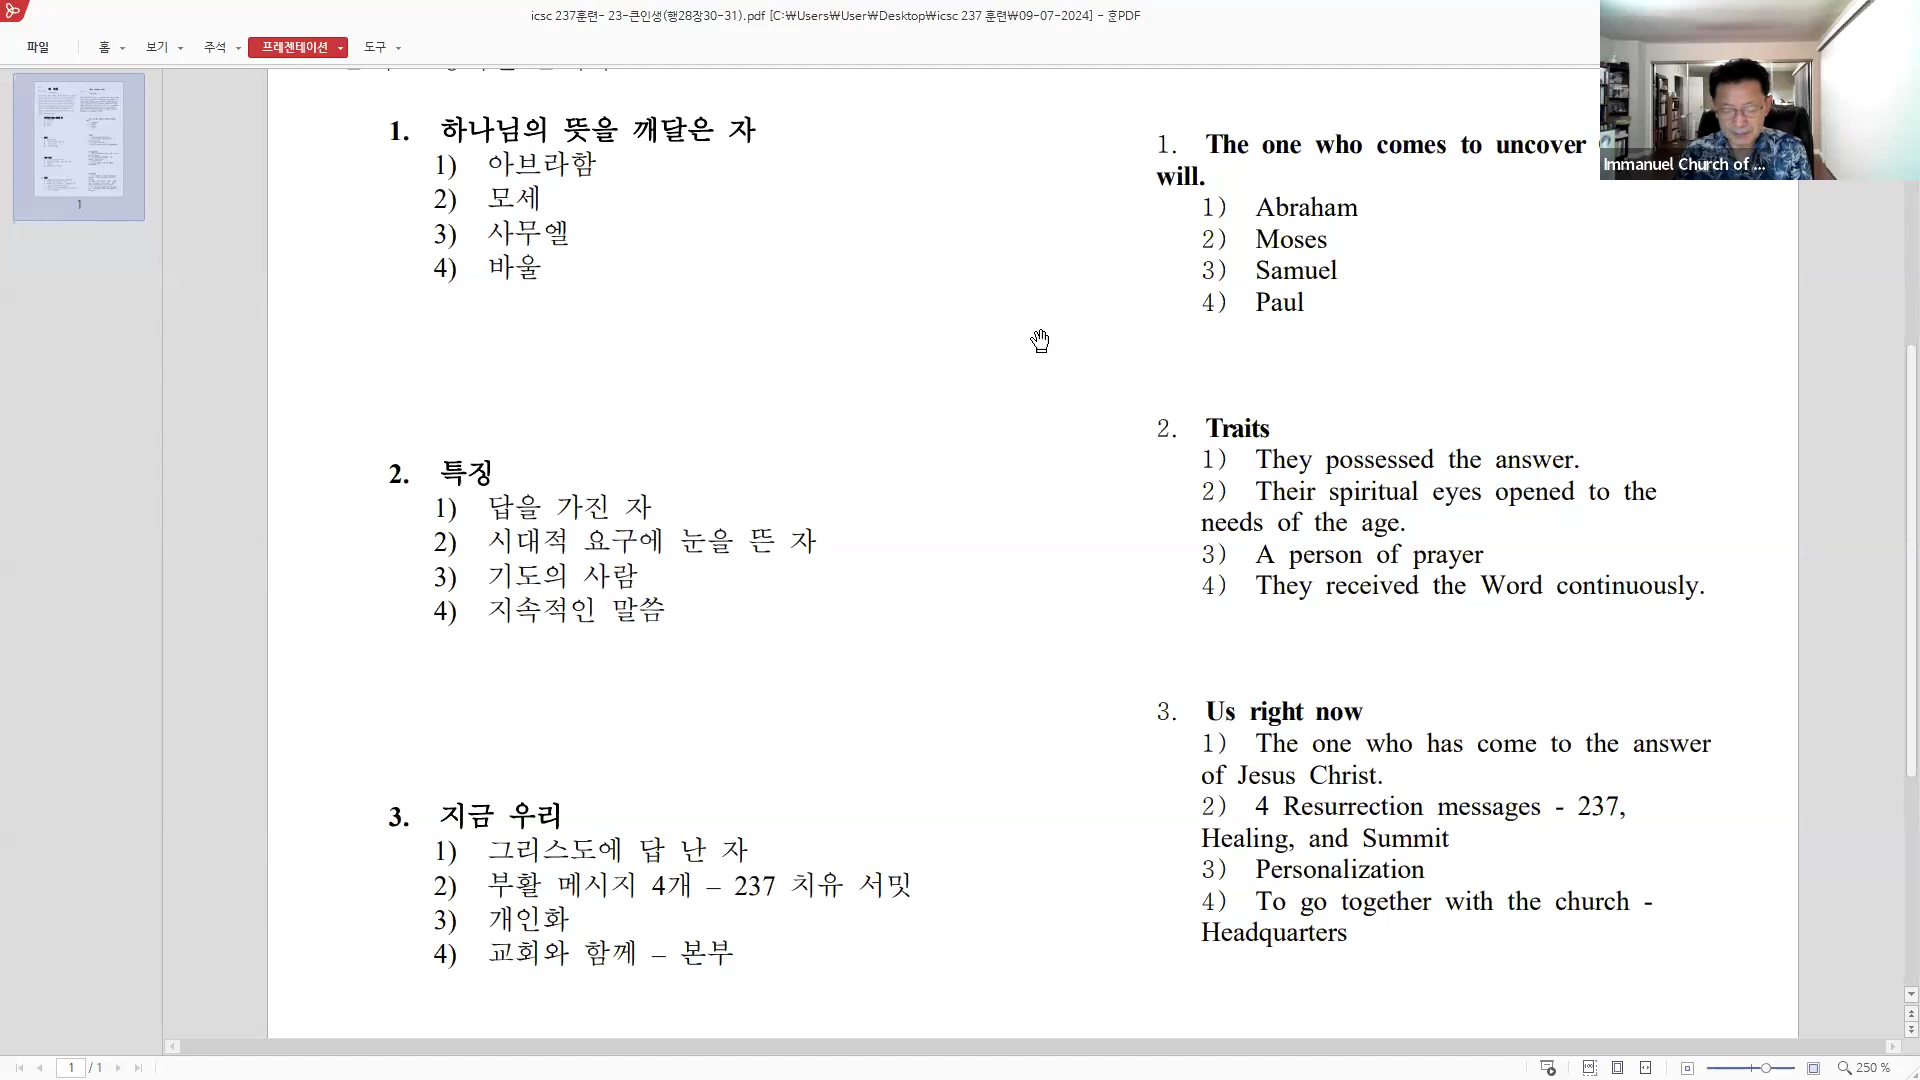 icsc 237훈련- 23-큰인생(행28장30-31).pdf [C:₩Users₩User₩Desktop₩icsc 237 훈련₩09-07-2024] - 훈PDF
파일 홈 보기 주석 프레젠테이션 도구
1
1. 하나님의 뜻을 깨달은 자
1) 아브라함
2) 모세
3) 사무엘
4) 바울
2. 특징
1) 답을 가진 자
2) 시대적 요구에 눈을 뜬 자
3) 기도의 사람
4) 지속적인 말씀
3. 지금 우리
1) 그리스도에 답 난 자
2) 부활 메시지 4개 – 237 치유 서밋
3) 개인화
4) 교회와 함께 – 본부
1. The one who comes to uncover
will.
1) Abraham
2) Moses
3) Samuel
4) Paul
2. Traits
1) They possessed the answer.
2) Their spiritual eyes opened to the
needs of the age.
3) A person of prayer
4) They received the Word continuously.
3. Us right now
1) The one who has come to the answer
of Jesus Christ.
2) 4 Resurrection messages - 237,
Healing, and Summit
3) Personalization
4) To go together with the church -
Headquarters
Immanuel Church of ...
1 / 1
250 %